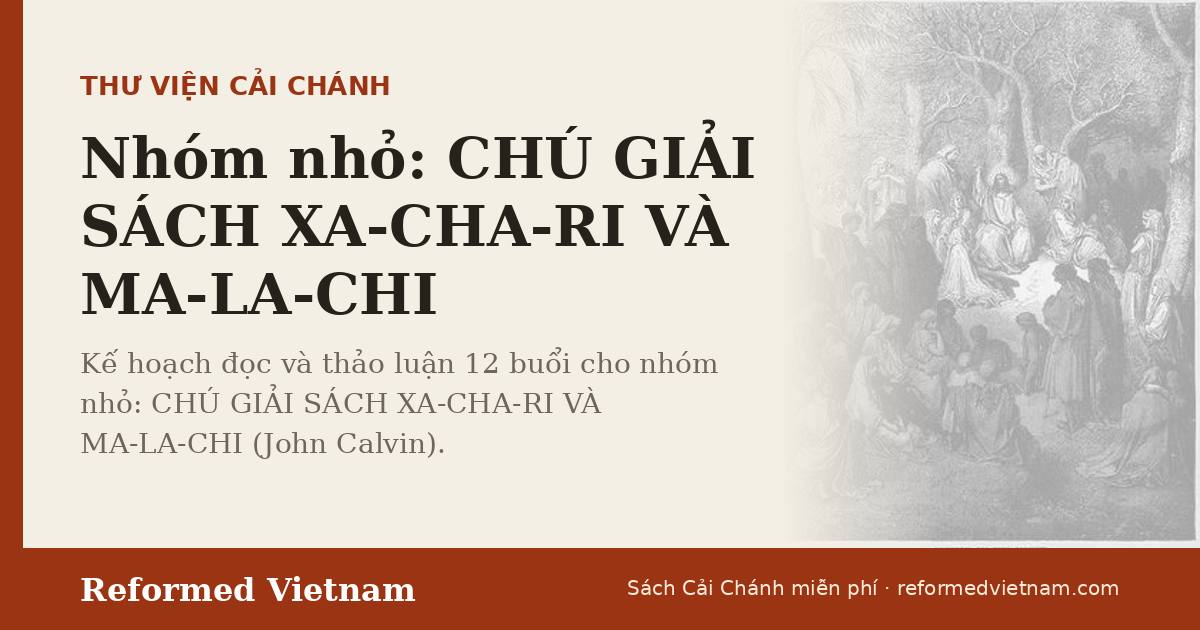 THƯ VIỆN CẢI CHÁNH
Nhóm nhỏ: CHÚ GIẢI
SÁCH XA-CHA-RI VÀ
MA-LA-CHI
Kế hoạch đọc và thảo luận 12 buổi cho nhóm
nhỏ: CHÚ GIẢI SÁCH XA-CHA-RI VÀ
MA-LA-CHI (John Calvin).
Reformed Vietnam
Sách Cải Chánh miễn phí · reformedvietnam.com